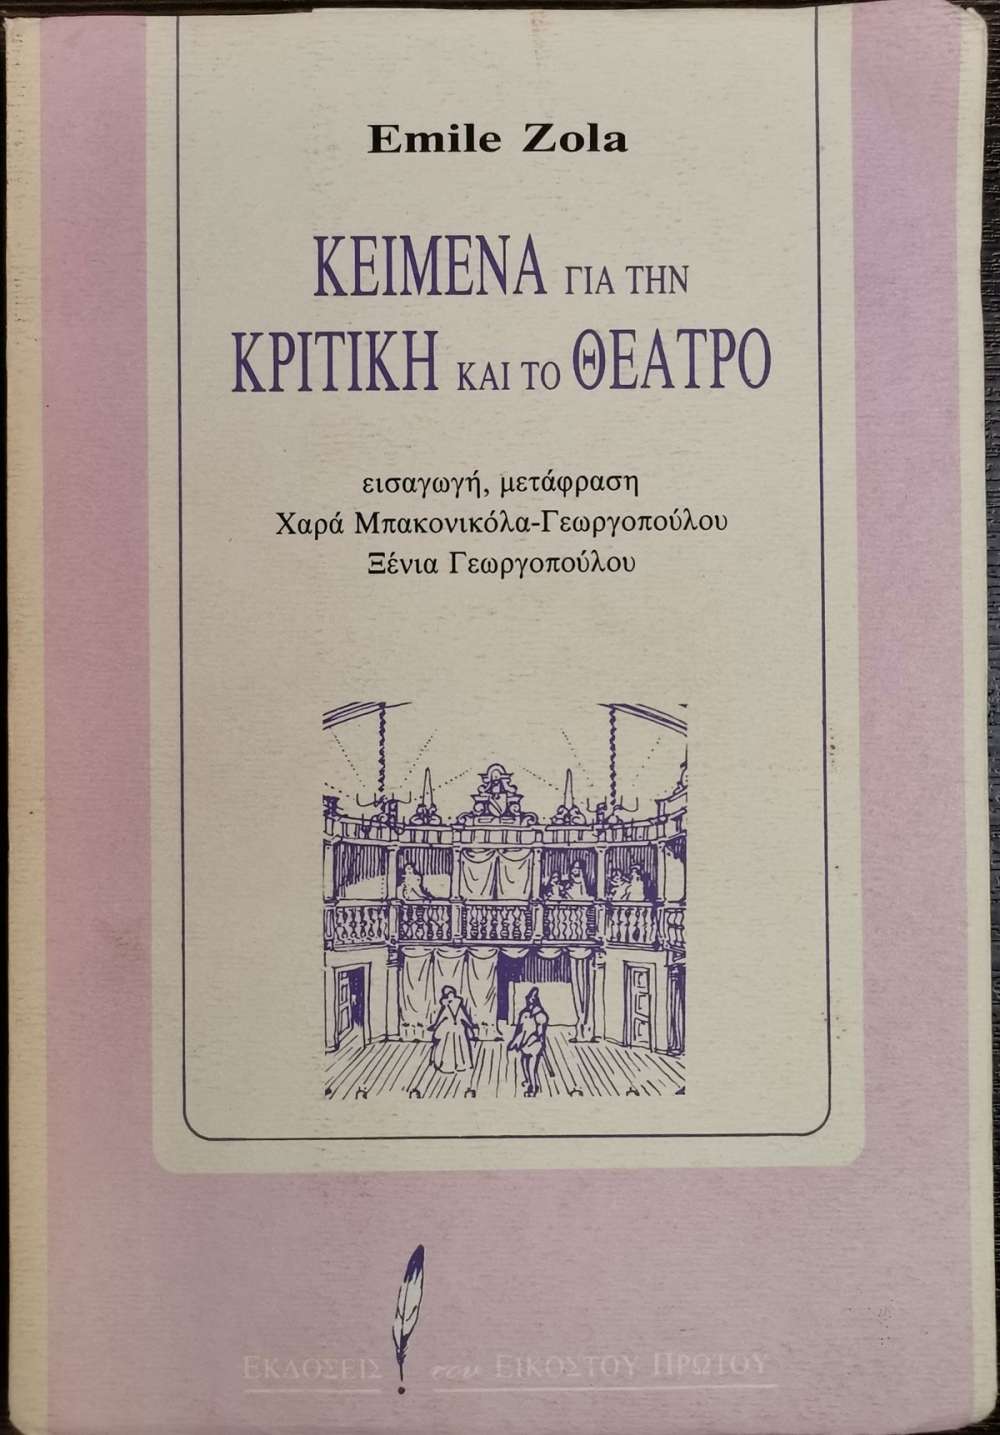 Emile Zola
ΚΕΙΜΕΝΑ ΓΙΑ ΤΗΝ
ΚΡΙΤΙΚΗ ΚΑΙ ΤΟ ΘΕΑΤΡΟ
εισαγωγή, μετάφραση
Χαρά Μπακονικόλα-Γεωργοπούλου
Ξένια Γεωργοπούλου
ΕΚΔΟΣΕΙΣ του ΕΙΚΟΣΤΟΥ ΠΡΩΤΟΥ